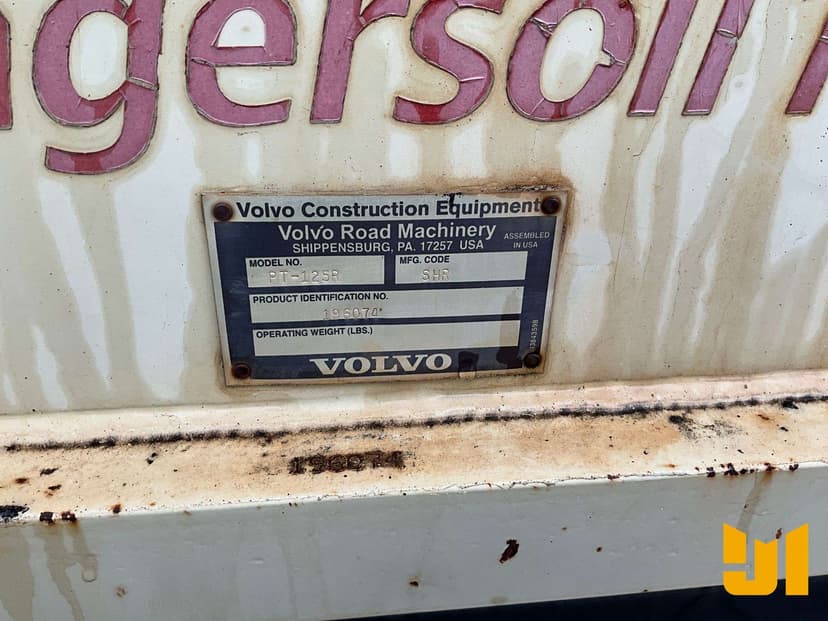 ngersoll R
Volvo Construction Equipment
Volvo Road Machinery
SHIPPENSBURG, PA. 17257 USA
ASSEMBLED
IN USA
MODEL NO.
PT-125R
MFG. CODE
SHR
PRODUCT IDENTIFICATION NO.
196074
OPERATING WEIGHT (LBS.)
VOLVO
196074